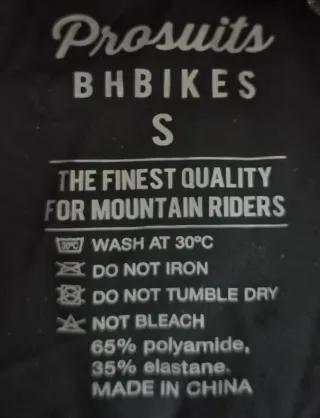 Prosuits
BHBIKES
S
THE FINEST QUALITY
FOR MOUNTAIN RIDERS
30°C WASH AT 30°C
DO NOT IRON
DO NOT TUMBLE DRY
NOT BLEACH
65% polyamide,
35% elastane.
MADE IN CHINA